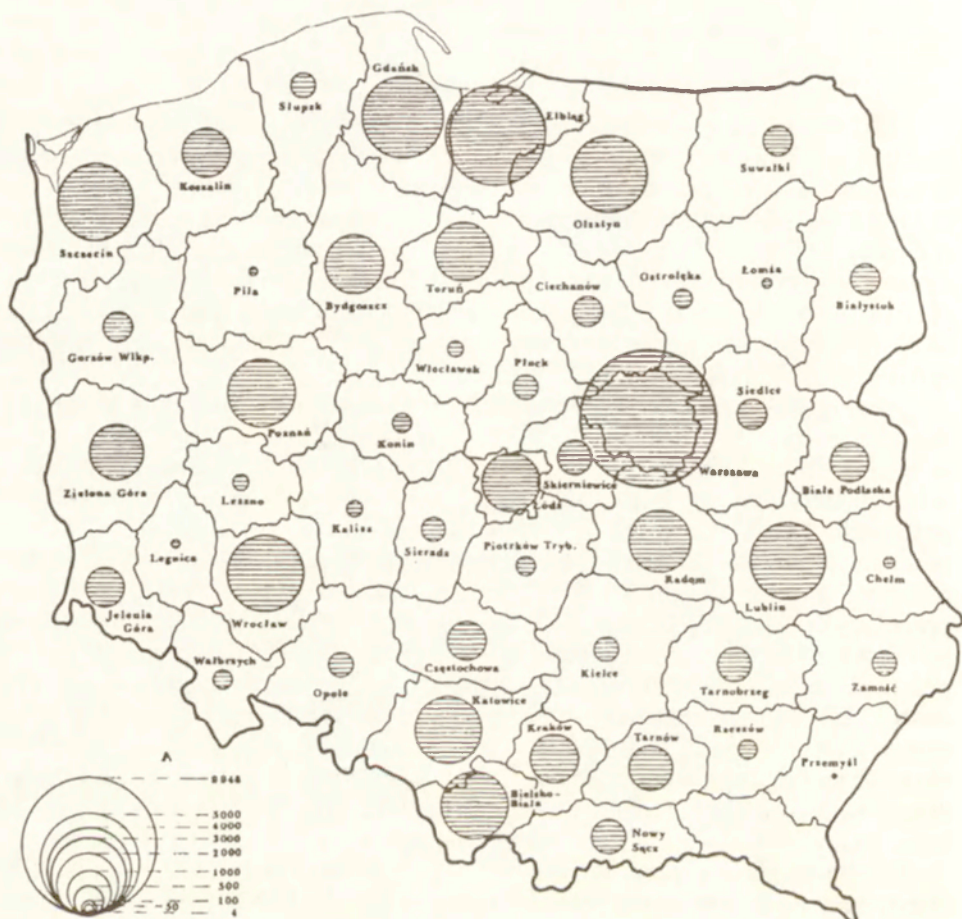 Gdańsk
Słupsk
Elbląg
Suwałki
Koszalin
Olsztyn
Szczecin
Piła
Bydgoszcz
Toruń
Ciechanów
Ostrołęka
Łomża
Białystok
Gorzów Wlkp.
Włocławek
Płock
Siedlce
Poznań
Konin
Warszawa
Skierniewice
Biała Podlaska
Zielona Góra
Leszno
Łódź
Kalisz
Sieradz
Piotrków Tryb.
Legnica
Radom
Lublin
Chełm
Jelenia
Góra
Wrocław
Wałbrzych
Opole
Częstochowa
Kielce
Tarnobrzeg
Zamość
Katowice
Kraków
Tarnów
Rzeszów
Przemyśl
Bielsko-
Biała
Nowy
Sącz
A
8846
5000
4000
3000
2000
1000
500
100
50
4